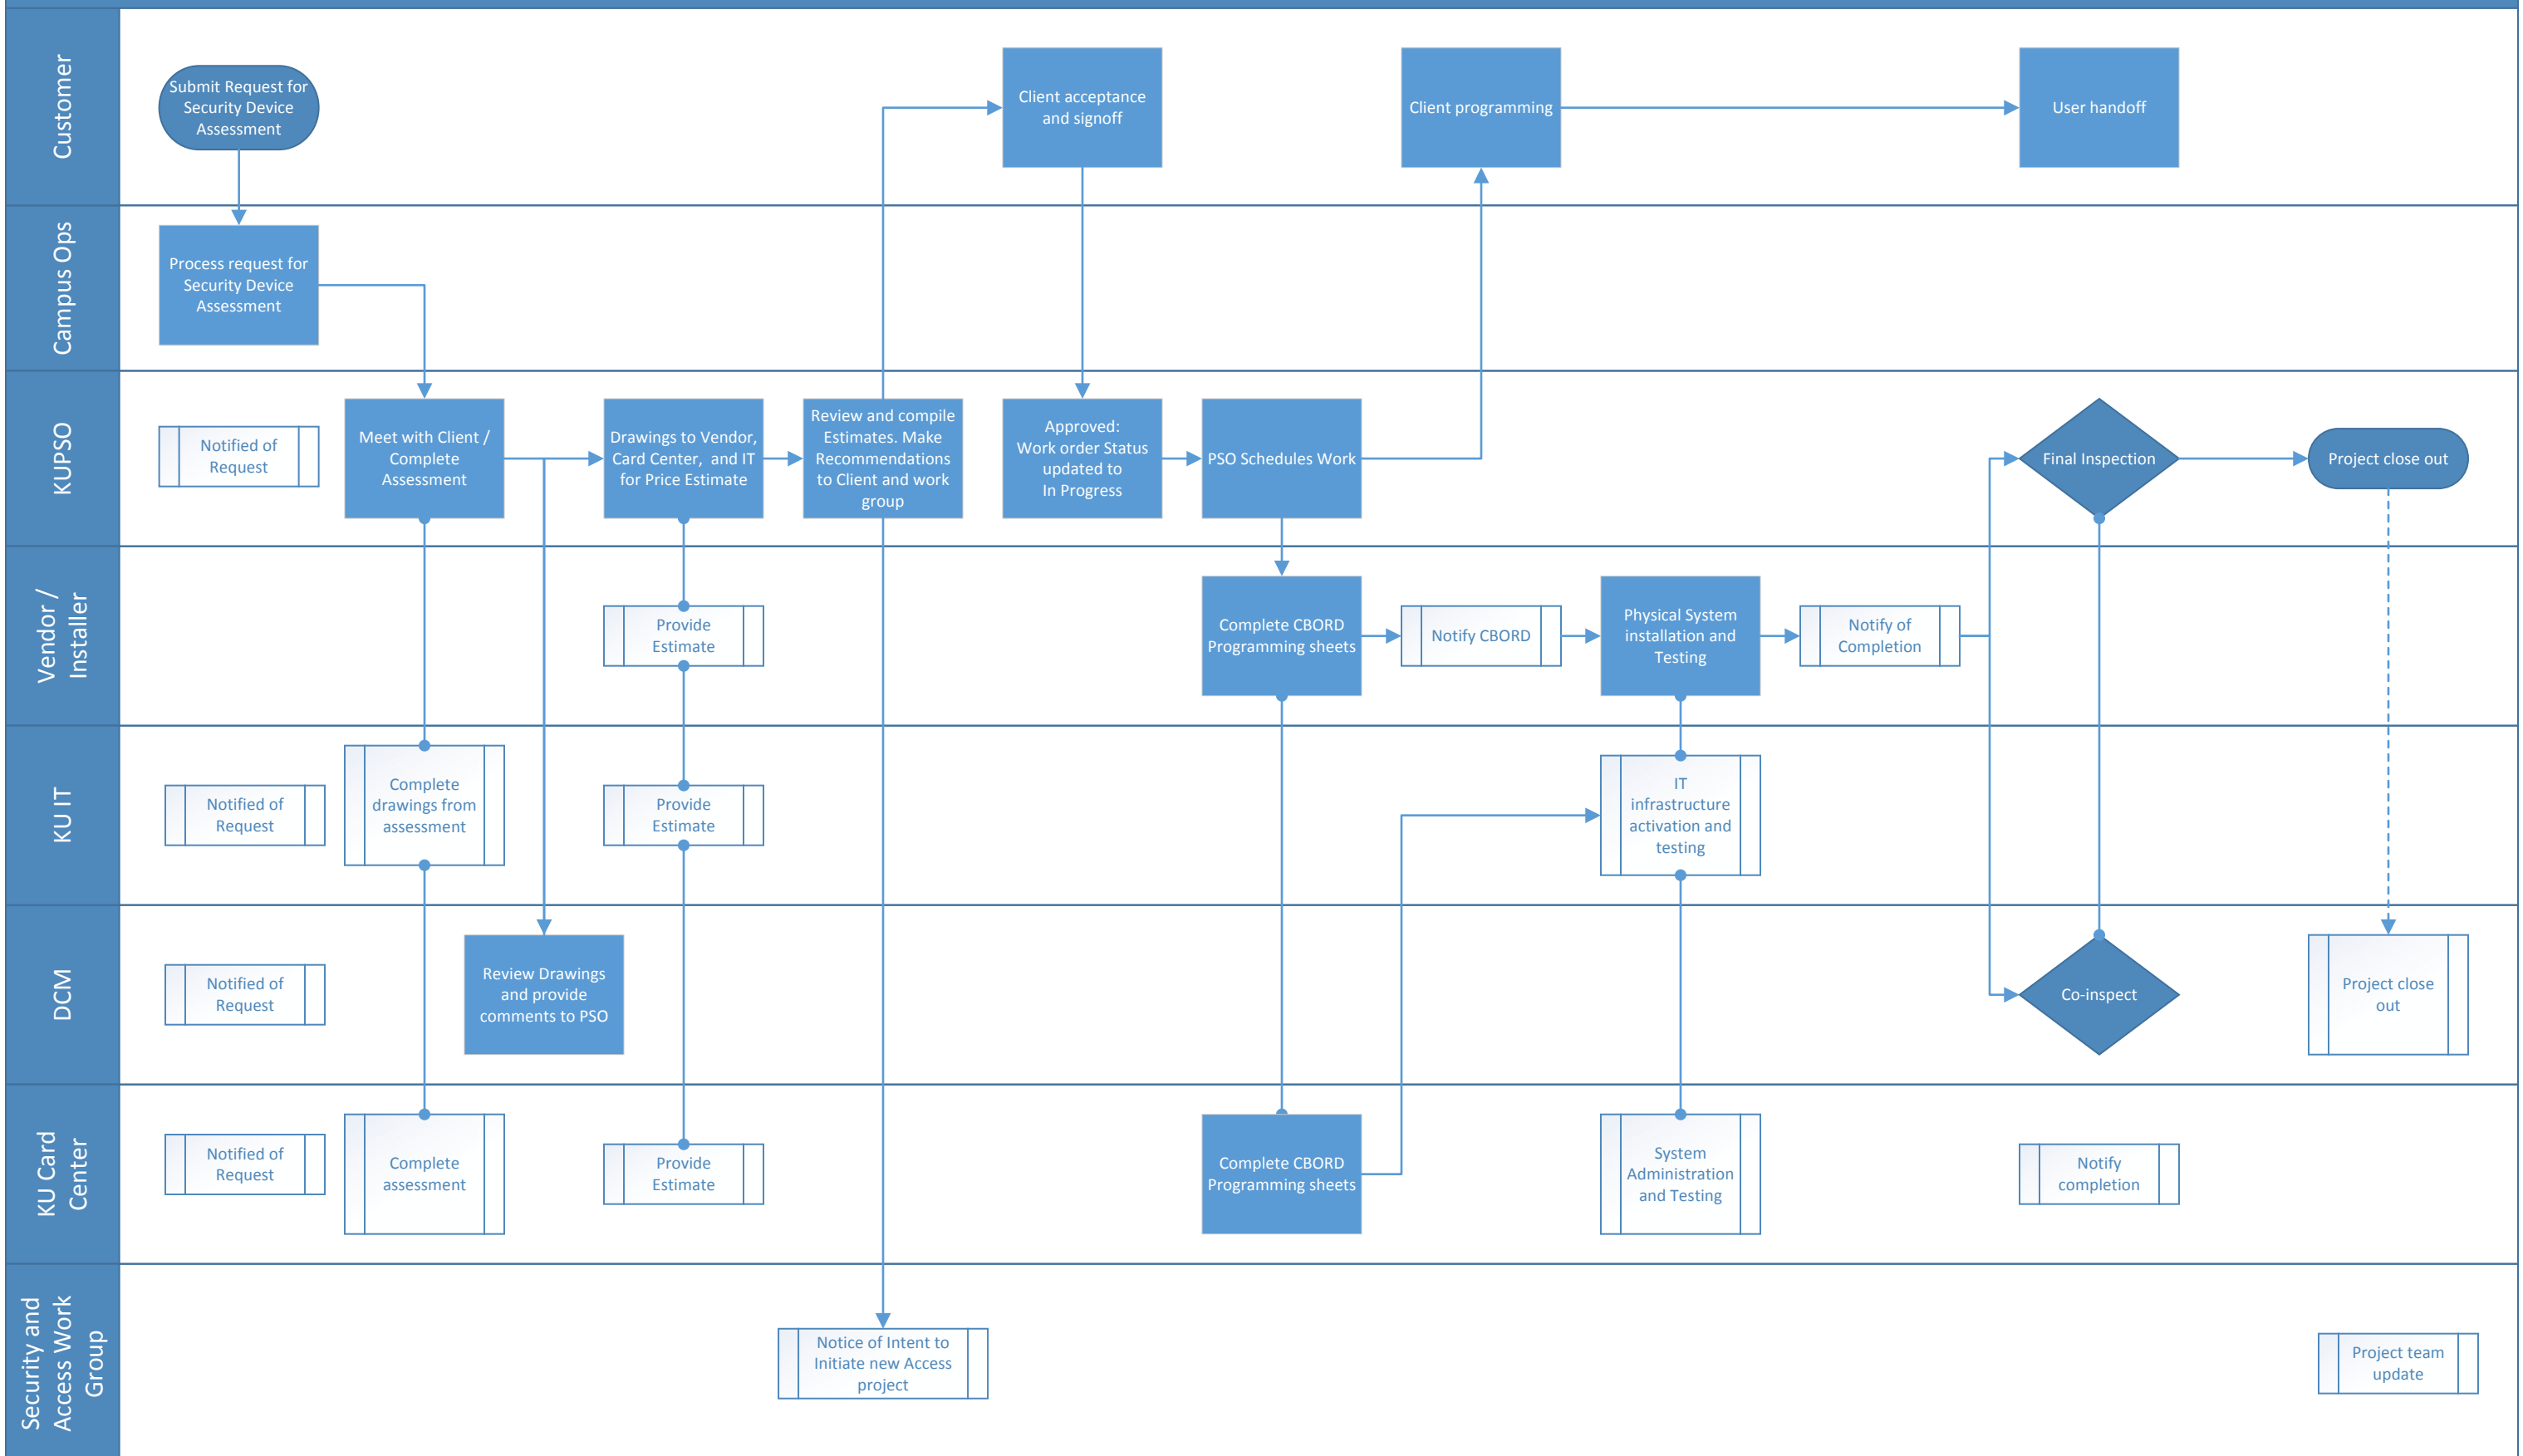 Customer
Submit Request for
Security Device
Assessment
Client acceptance
and signoff
Client programming
User handoff
Campus Ops
Process request for
Security Device
Assessment
KUPSO
Notified of
Request
Meet with Client /
Complete
Assessment
Drawings to Vendor,
Card Center, and IT
for Price Estimate
Review and compile
Estimates. Make
Recommendations
to Client and work
group
Approved:
Work order Status
updated to
In Progress
PSO Schedules Work
Final Inspection
Project close out
Vendor /
Installer
Provide
Estimate
Complete CBORD
Programming sheets
Notify CBORD
Physical System
installation and
Testing
Notify of
Completion
KU IT
Notified of
Request
Complete
drawings from
assessment
Provide
Estimate
IT
infrastructure
activation and
testing
DCM
Notified of
Request
Review Drawings
and provide
comments to PSO
Co-inspect
Project close
out
KU Card
Center
Notified of
Request
Complete
assessment
Provide
Estimate
Complete CBORD
Programming sheets
System
Administration
and Testing
Notify
completion
Security and
Access Work
Group
Notice of Intent to
Initiate new Access
project
Project team
update